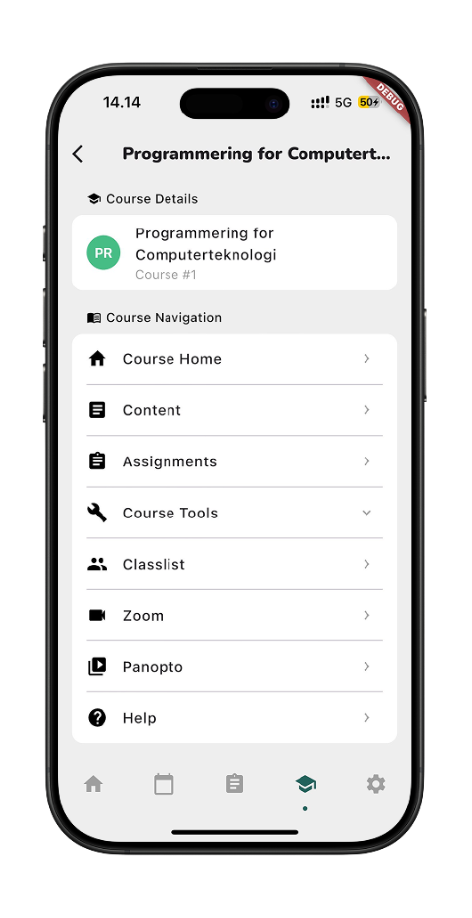 14.14
5G
50
DEBUG
Programmering for Computert...
Course Details
PR
Programmering for
Computerteknologi
Course #1
Course Navigation
Course Home
Content
Assignments
Course Tools
Classlist
Zoom
Panopto
Help